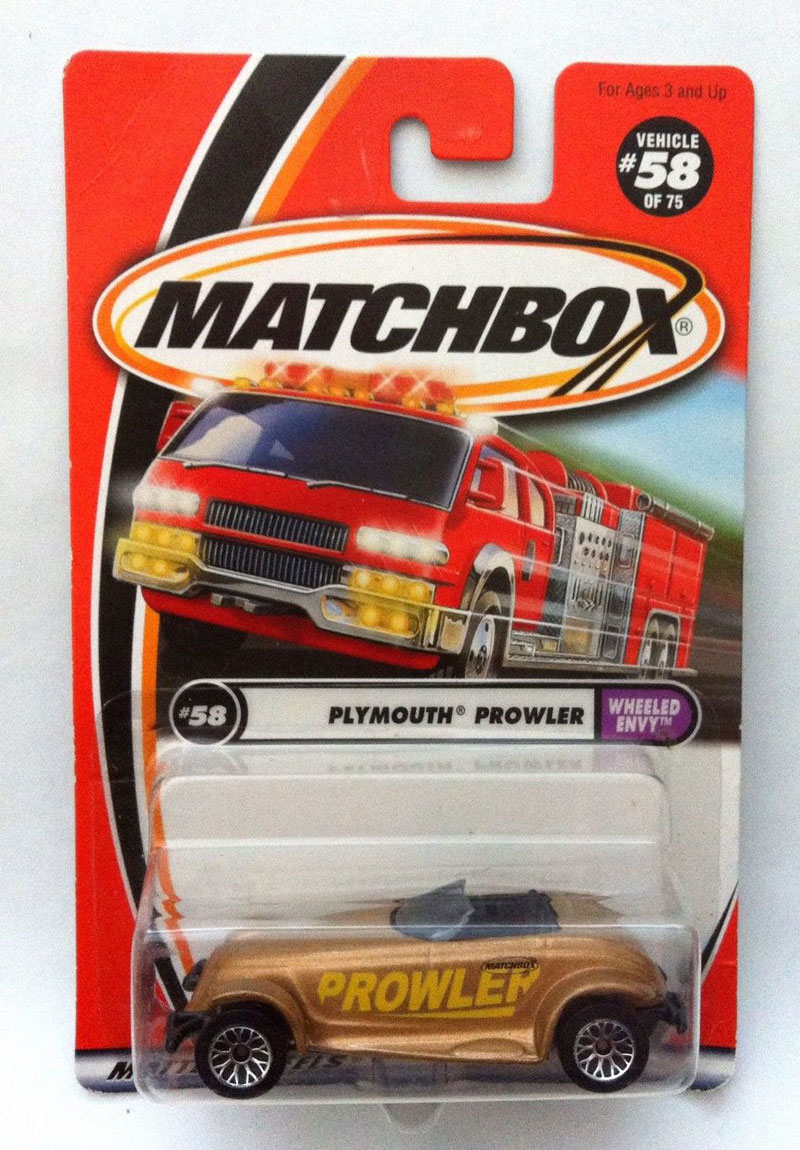 For Ages 3 and Up
VEHICLE
#58
OF 75
MATCHBOX®
#58
PLYMOUTH® PROWLER
WHEELED
ENVY™
MATCHBOX
PROWLER